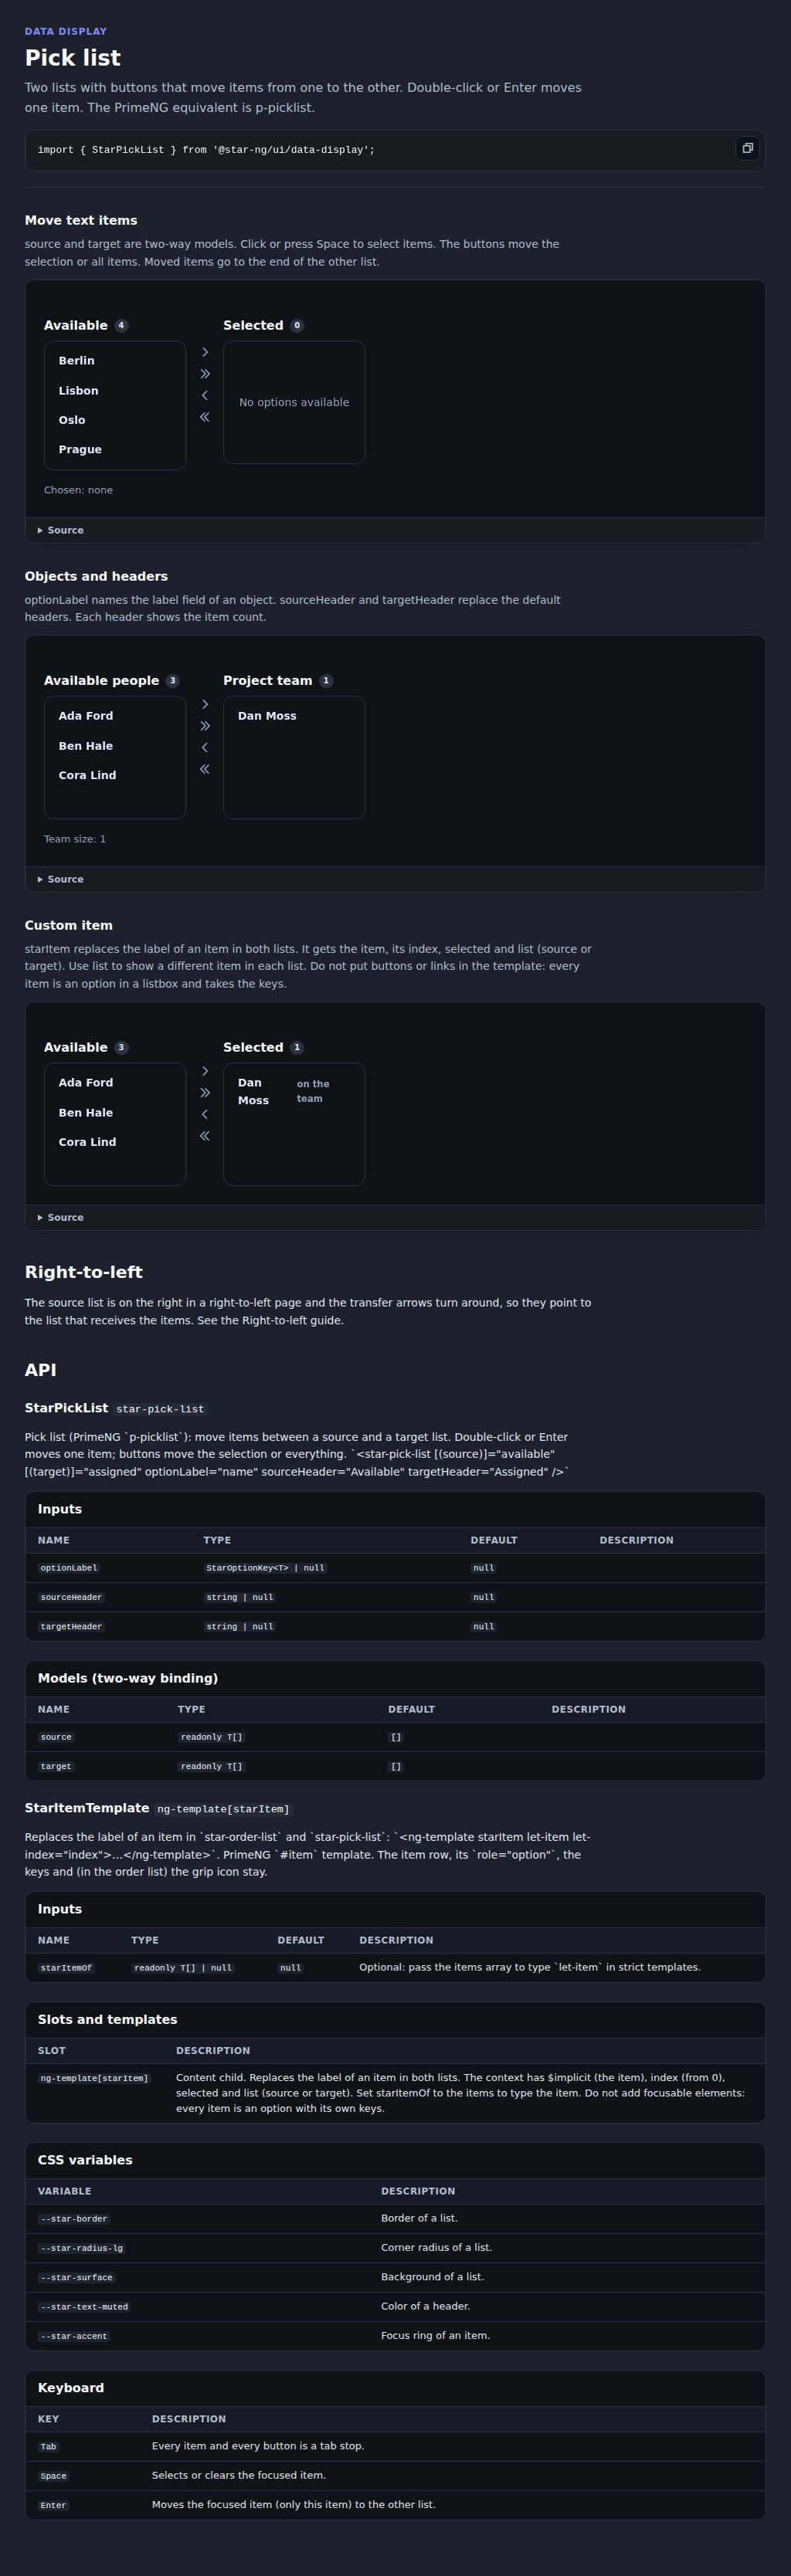 DATA DISPLAY
Pick list
Two lists with buttons that move items from one to the other. Double-click or Enter moves
one item. The PrimeNG equivalent is p-picklist.
import { StarPickList } from '@star-ng/ui/data-display';
Move text items
source and target are two-way models. Click or press Space to select items. The buttons move the
selection or all items. Moved items go to the end of the other list.
Available 4
Selected 0
Berlin
Lisbon
Oslo
Prague
No options available
Chosen: none
Source
Objects and headers
optionLabel names the label field of an object. sourceHeader and targetHeader replace the default
headers. Each header shows the item count.
Available people 3
Project team 1
Ada Ford
Ben Hale
Cora Lind
Dan Moss
Team size: 1
Source
Custom item
starItem replaces the label of an item in both lists. It gets the item, its index, selected and list (source or
target). Use list to show a different item in each list. Do not put buttons or links in the template: every
item is an option in a listbox and takes the keys.
Available 3
Selected 1
Ada Ford
Ben Hale
Cora Lind
Dan
Moss
on the
team
Source
Right-to-left
The source list is on the right in a right-to-left page and the transfer arrows turn around, so they point to
the list that receives the items. See the Right-to-left guide.
API
StarPickList star-pick-list
Pick list (PrimeNG `p-picklist`): move items between a source and a target list. Double-click or Enter
moves one item; buttons move the selection or everything. `<star-pick-list [(source)]="available"
[(target)]="assigned" optionLabel="name" sourceHeader="Available" targetHeader="Assigned" />`
Inputs
NAME TYPE DEFAULT DESCRIPTION
optionLabel StarOptionKey<T> | null null
sourceHeader string | null null
targetHeader string | null null
Models (two-way binding)
NAME TYPE DEFAULT DESCRIPTION
source readonly T[] []
target readonly T[] []
StarItemTemplate ng-template[starItem]
Replaces the label of an item in `star-order-list` and `star-pick-list`: `<ng-template starItem let-item let-
index="index">…</ng-template>`. PrimeNG `#item` template. The item row, its `role="option"`, the
keys and (in the order list) the grip icon stay.
Inputs
NAME TYPE DEFAULT DESCRIPTION
starItemOf readonly T[] | null null Optional: pass the items array to type `let-item` in strict templates.
Slots and templates
SLOT DESCRIPTION
ng-template[starItem] Content child. Replaces the label of an item in both lists. The context has $implicit (the item), index (from 0),
selected and list (source or target). Set starItemOf to the items to type the item. Do not add focusable elements:
every item is an option with its own keys.
CSS variables
VARIABLE DESCRIPTION
--star-border Border of a list.
--star-radius-lg Corner radius of a list.
--star-surface Background of a list.
--star-text-muted Color of a header.
--star-accent Focus ring of an item.
Keyboard
KEY DESCRIPTION
Tab Every item and every button is a tab stop.
Space Selects or clears the focused item.
Enter Moves the focused item (only this item) to the other list.